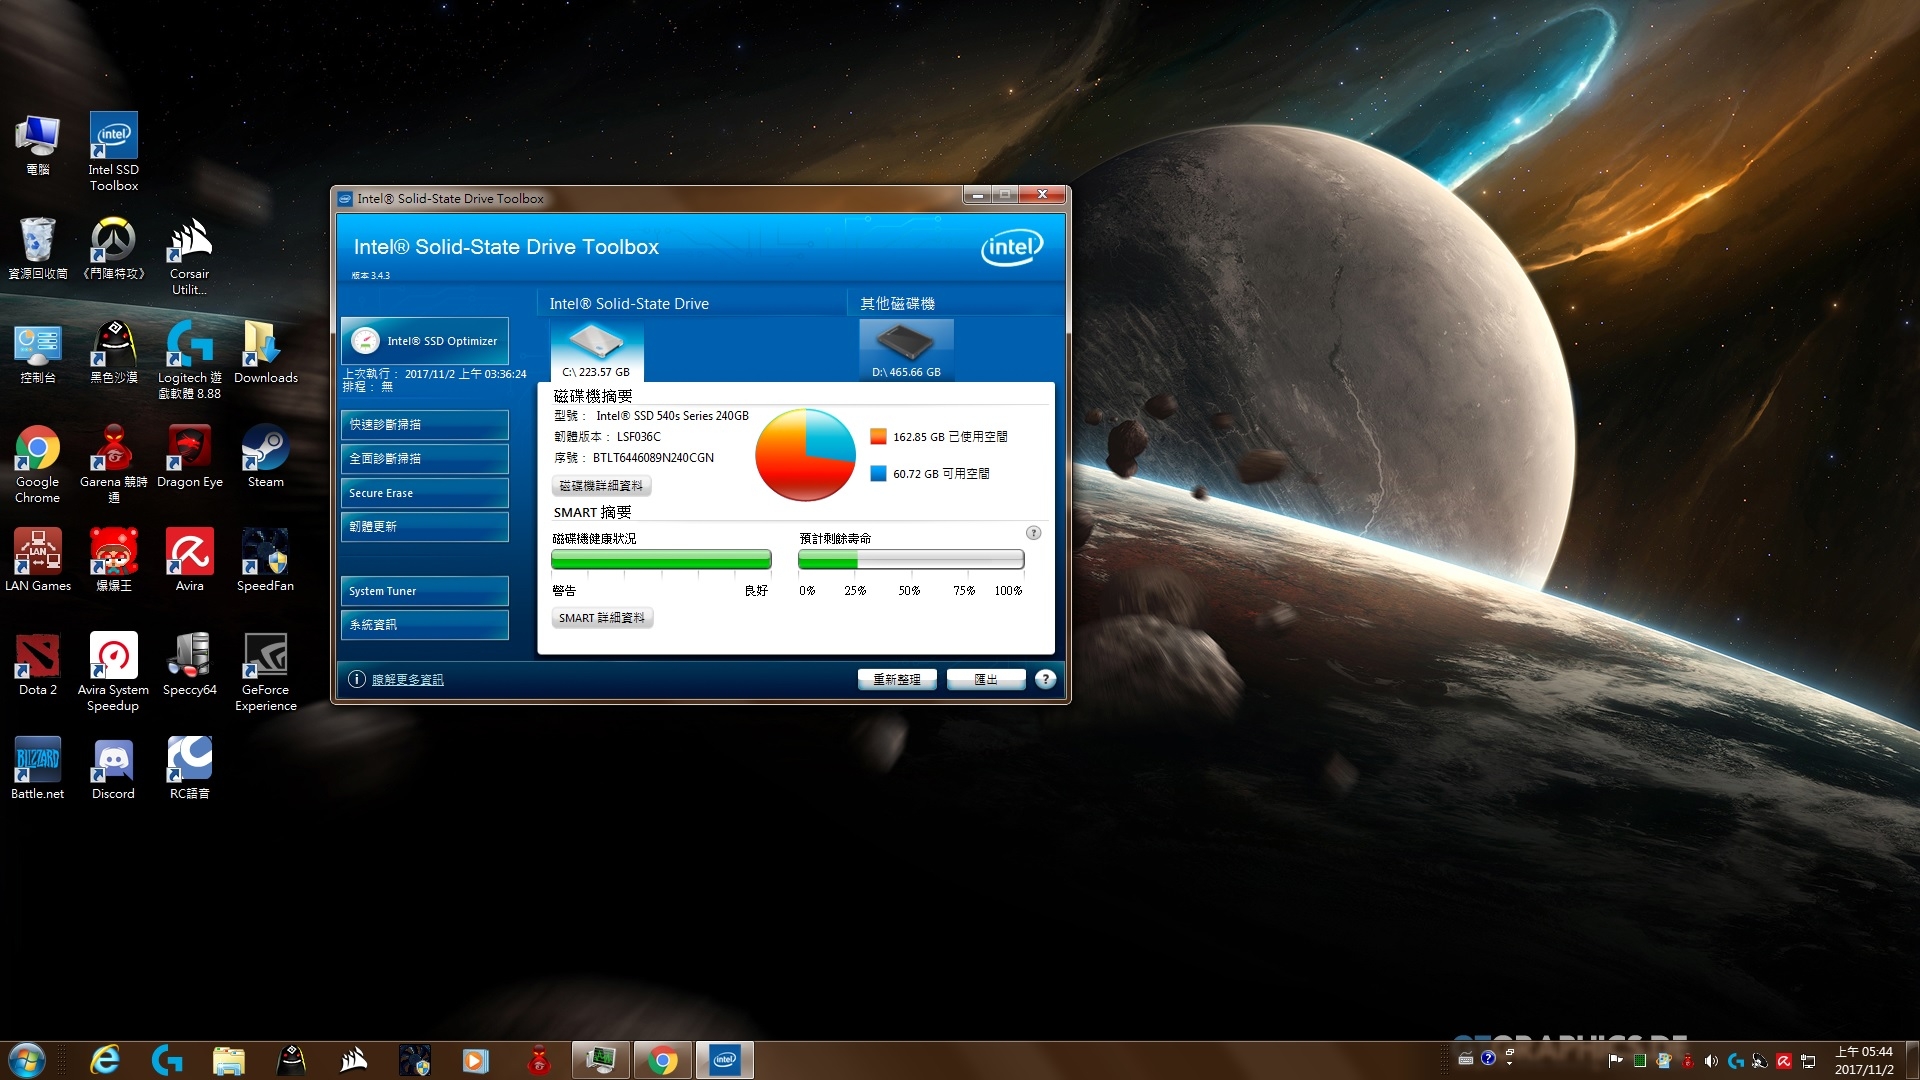 電腦
Intel SSD
Toolbox
資源回收筒
《鬥陣特攻》
Corsair
Utilit...
控制台
黑色沙漠
Logitech 遊
戲軟體 8.88
Downloads
Google
Chrome
Garena 競時
通
Dragon Eye
Steam
LAN
LAN Games
爆爆王
Avira
SpeedFan
Dota 2
Avira System
Speedup
Speccy64
GeForce
Experience
BLIZZARD
Battle.net
Discord
RC語音
Intel® Solid-State Drive Toolbox
Intel® Solid-State Drive Toolbox
intel
版本 3.4.3
Intel® Solid-State Drive
其他磁碟機
Intel® SSD Optimizer
上次執行： 2017/11/2 上午 03:36:24
排程： 無
C:\ 223.57 GB
D:\ 465.66 GB
快速診斷掃描
全面診斷掃描
Secure Erase
韌體更新
System Tuner
系統資訊
磁碟機摘要
型號： Intel® SSD 540s Series 240GB
韌體版本： LSF036C
序號： BTLT6446089N240CGN
磁碟機詳細資料
162.85 GB 已使用空間
60.72 GB 可用空間
SMART 摘要
磁碟機健康狀況
預計剩餘壽命
?
警告
良好
0% 25% 50% 75% 100%
SMART 詳細資料
瞭解更多資訊
重新整理
匯出
?
intel
上午 05:44
2017/11/2